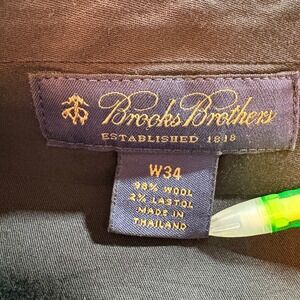 Brooks Brothers
ESTABLISHED 1818
W34
98% WOOL
2% LASTOL
MADE IN
THAILAND